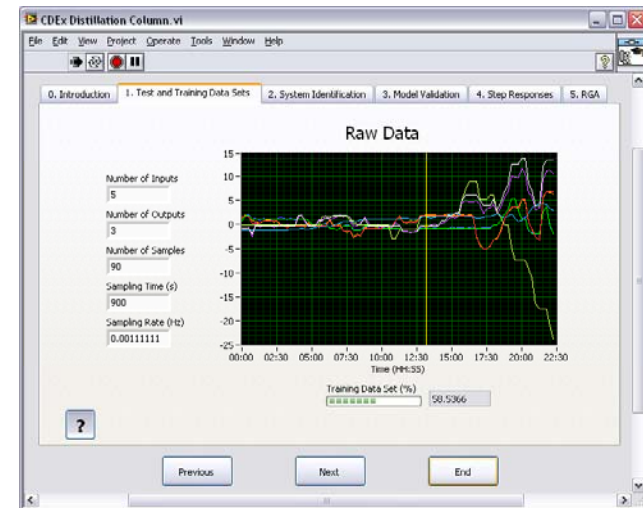 CDEx Distillation Column.vi
File Edit View Project Operate Tools Window Help
0. Introduction 1. Test and Training Data Sets 2. System Identification 3. Model Validation 4. Step Responses 5. RGA
Raw Data
Number of Inputs
5
Number of Outputs
3
Number of Samples
90
Sampling Time (s)
900
Sampling Rate (Hz)
0.00111111
15
10
5
0
-5
-10
-15
-20
-25
00:00 02:30 05:00 07:30 10:00 12:30 15:00 17:30 20:00 22:30
Time (HH:SS)
Training Data Set (%)
58.5366
?
Previous Next End